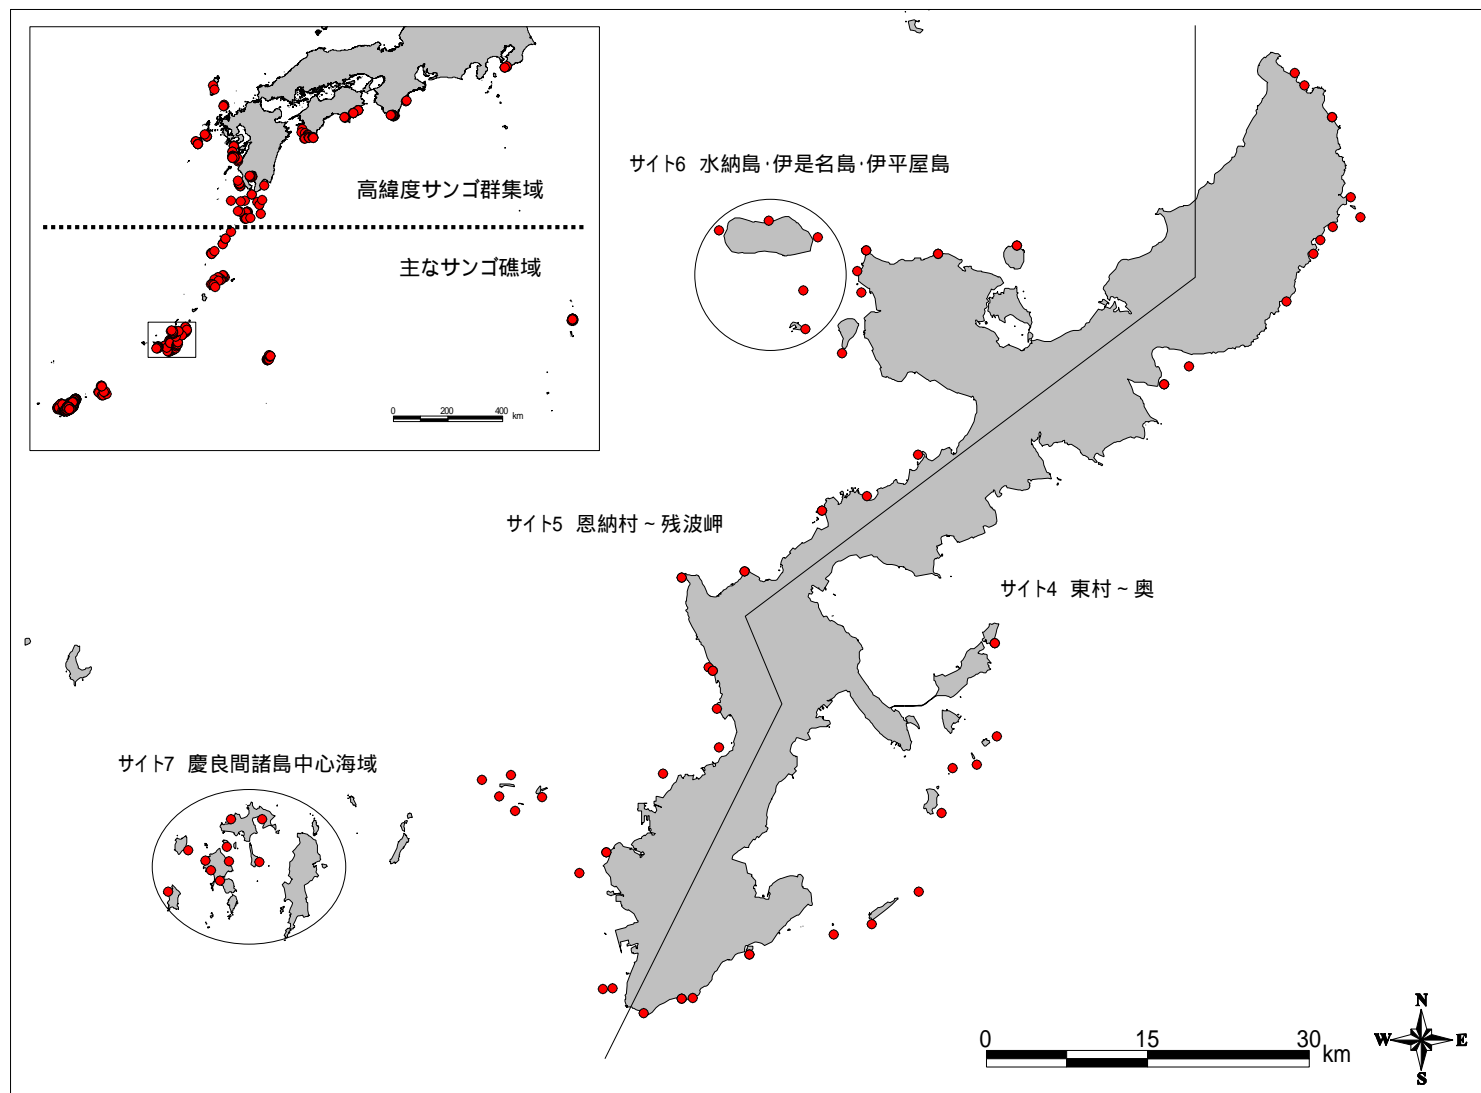 高緯度サンゴ群集域
主なサンゴ礁域
0 200 400 km
サイト6 水納島・伊是名島・伊平屋島
サイト5 恩納村~残波岬
サイト4 東村~奥
サイト7 慶良間諸島中心海域
0 15 30 km
N
W E
S